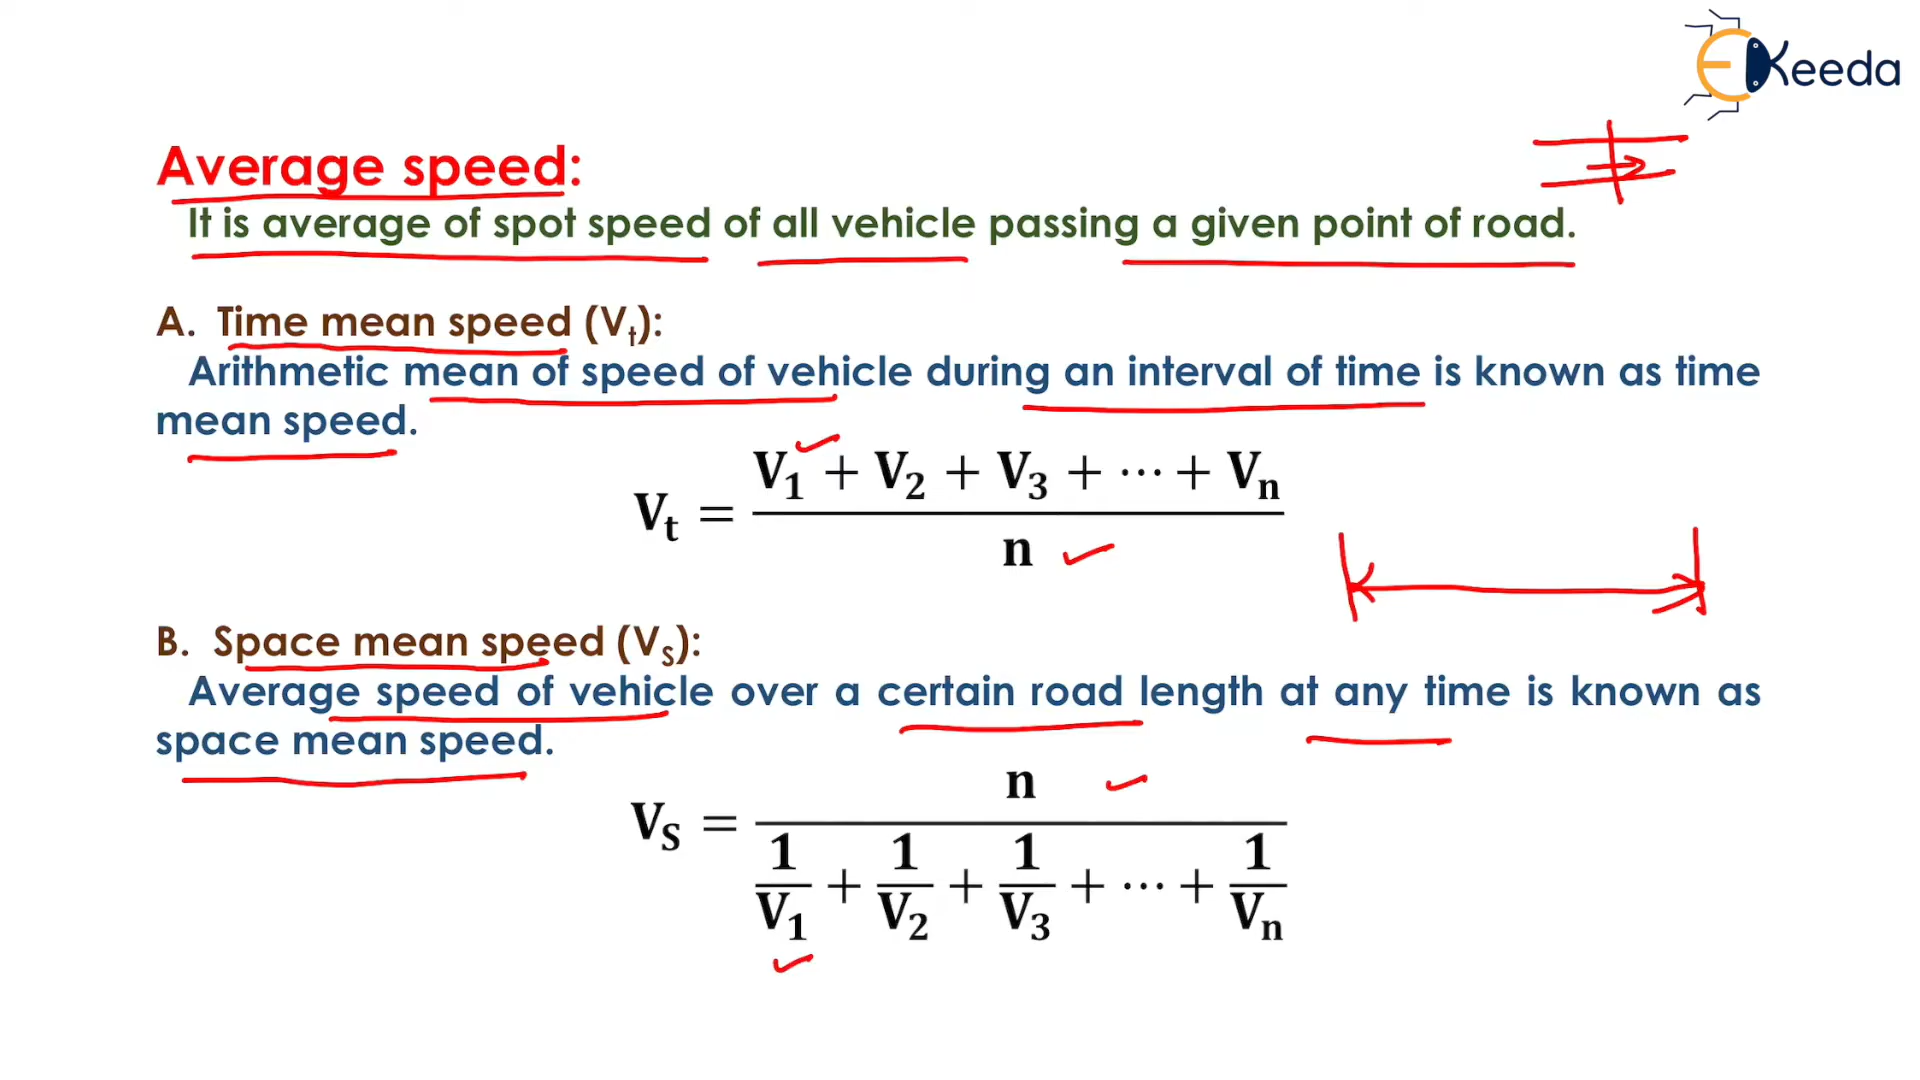 EKeeda
Average speed:
It is average of spot speed of all vehicle passing a given point of road.
A. Time mean speed (Vₜ):
Arithmetic mean of speed of vehicle during an interval of time is known as time
mean speed.
Vₜ = (V₁ + V₂ + V₃ + ⋯ + Vₙ) / n
B. Space mean speed (V_S):
Average speed of vehicle over a certain road length at any time is known as
space mean speed.
V_S = n / (1/V₁ + 1/V₂ + 1/V₃ + ⋯ + 1/Vₙ)